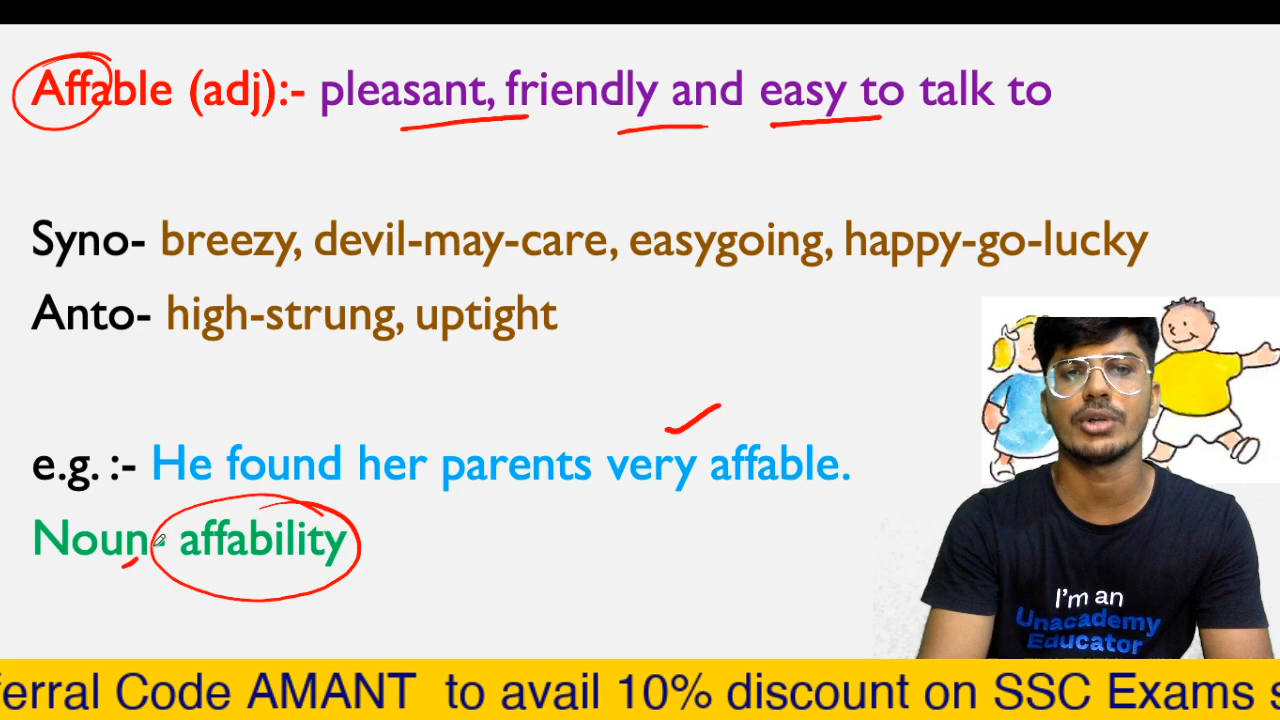 Affable (adj):- pleasant, friendly and easy to talk to
Syno- breezy, devil-may-care, easygoing, happy-go-lucky
Anto- high-strung, uptight
e.g. :- He found her parents very affable.
Noun- affability
I'm an
Unacademy
Educator
ferral Code AMANT to avail 10% discount on SSC Exams s